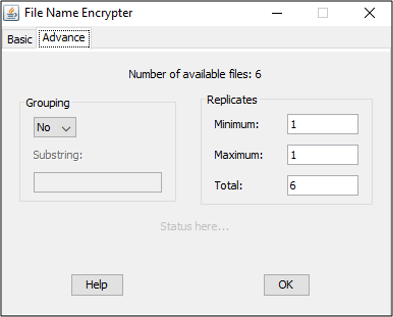 File Name Encrypter
Basic Advance
Number of available files: 6
Grouping
No
Substring:
Replicates
Minimum: 1
Maximum: 1
Total: 6
Status here...
Help OK